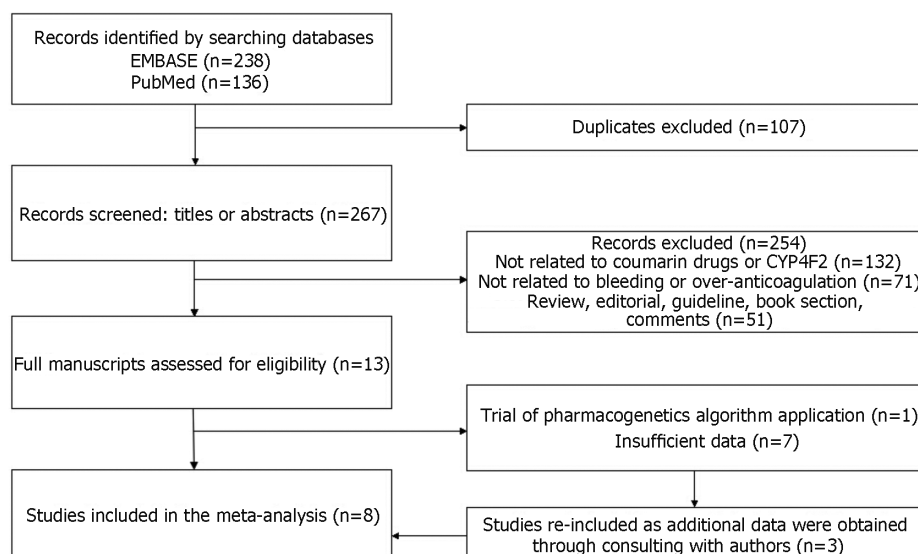 Records identified by searching databases
EMBASE (n=238)
PubMed (n=136)
Duplicates excluded (n=107)
Records screened: titles or abstracts (n=267)
Records excluded (n=254)
Not related to coumarin drugs or CYP4F2 (n=132)
Not related to bleeding or over-anticoagulation (n=71)
Review, editorial, guideline, book section,
comments (n=51)
Full manuscripts assessed for eligibility (n=13)
Trial of pharmacogenetics algorithm application (n=1)
Insufficient data (n=7)
Studies included in the meta-analysis (n=8)
Studies re-included as additional data were obtained
through consulting with authors (n=3)